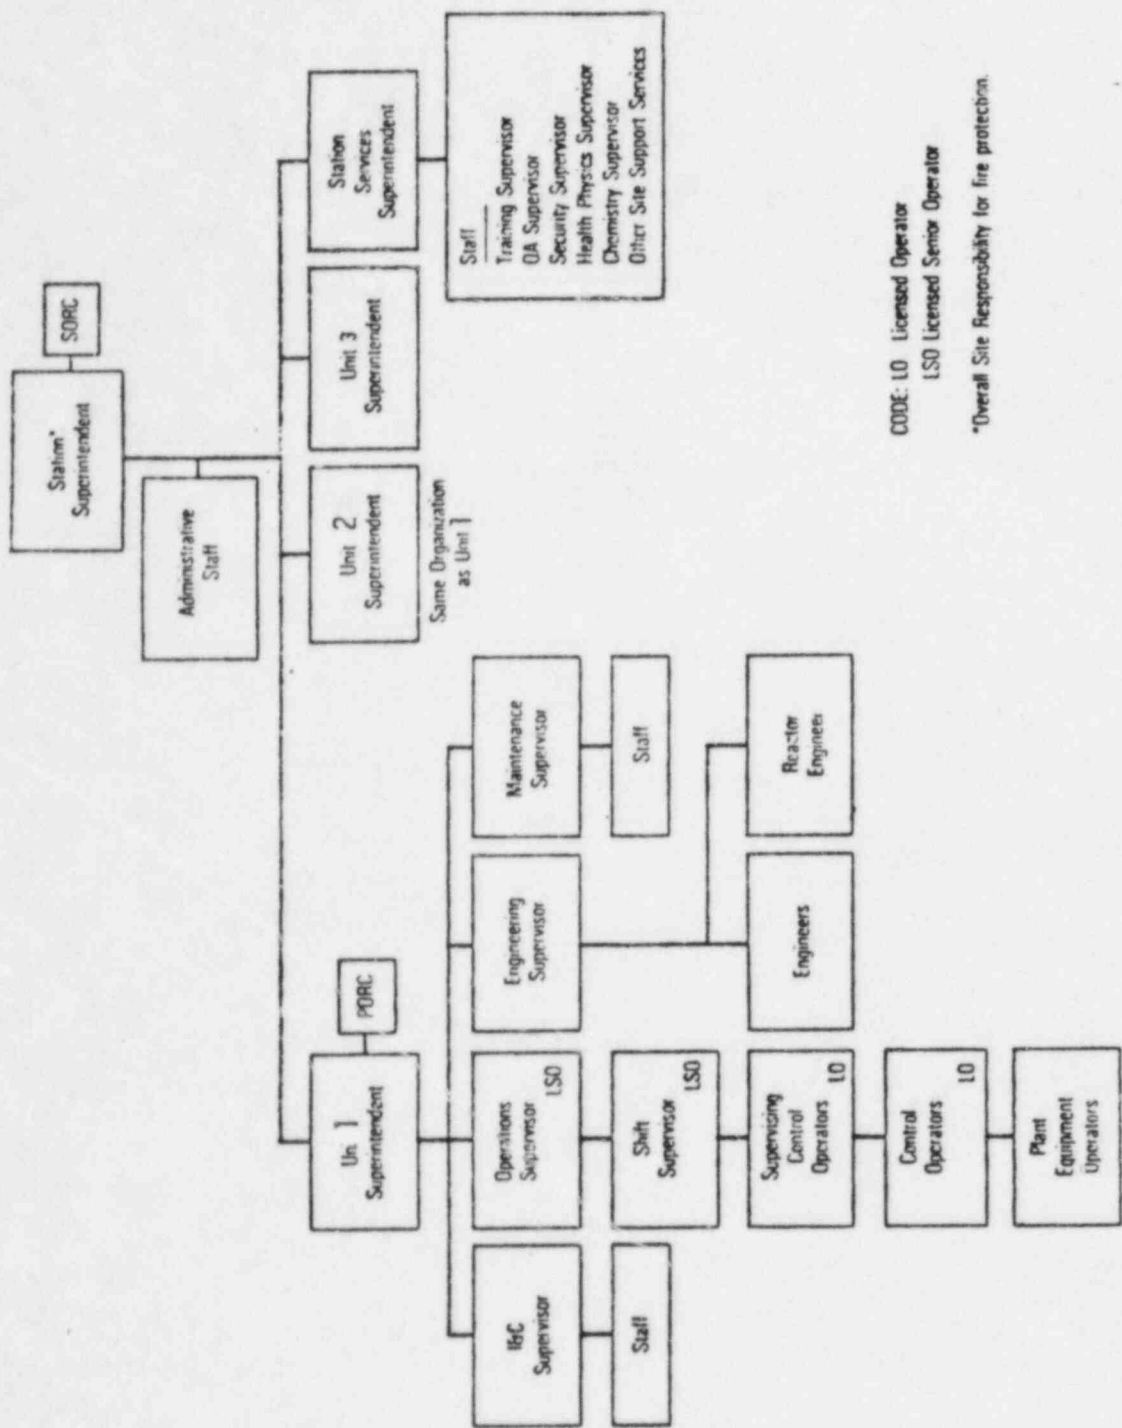 Station*
Superintendent
SORC
Administrative
Staff
1
Superintendent
PORC
Unit 2
Superintendent
Same Organization
as Unit 1
Unit 3
Superintendent
Station
Services
Superintendent
I&C
Supervisor
Staff
Operations
Supervisor
LSO
Engineering
Supervisor
Maintenance
Supervisor
Staff
Staff
Training Supervisor
QA Supervisor
Security Supervisor
Health Physics Supervisor
Chemistry Supervisor
Other Site Support Services
Shift
Supervisor
LSO
Supervising
Control
Operators
LO
Engineers
Reactor
Engineer
Control
Operators
LO
Plant
Equipment
Operators
CODE: LO Licensed Operator
LSO Licensed Senior Operator
*Overall Site Responsibility for fire protection.